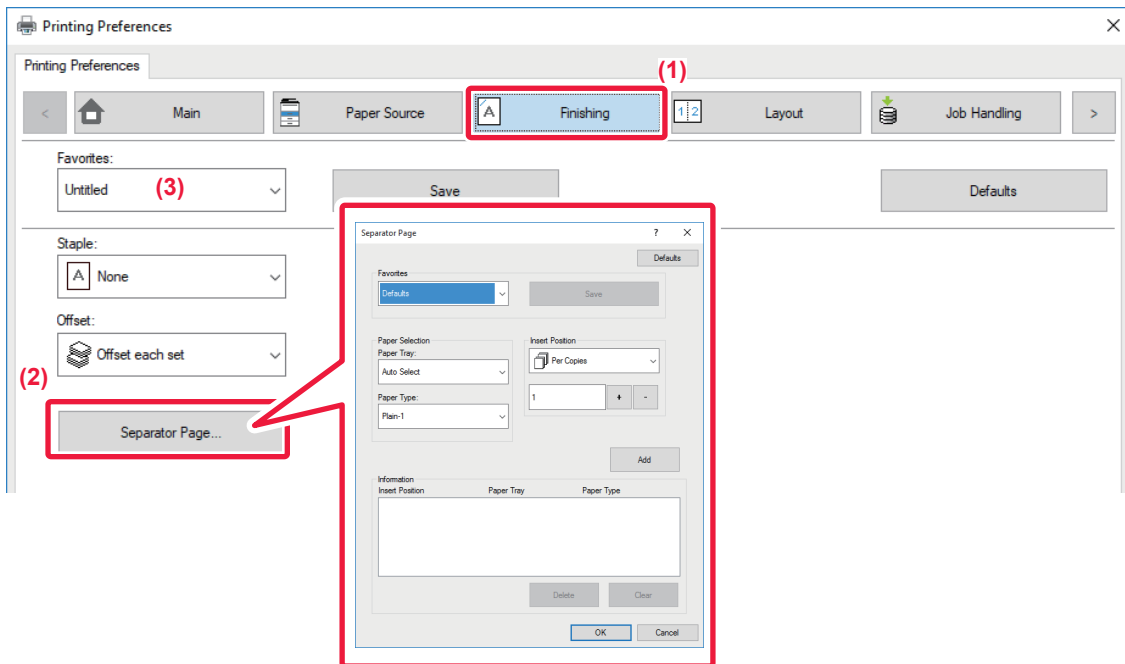 Printing Preferences
Printing Preferences
(1)
< Main Paper Source A Finishing 1 2 Layout Job Handling >
Favorites:
Untitled (3) Save Defaults
Staple:
A None
Offset:
Offset each set
(2)
Separator Page...
Separator Page ?
Defaults
Favorites
Defaults Save
Paper Selection Insert Position
Paper Tray: Per Copies
Auto Select
Paper Type: 1 + -
Plain-1
Add
Information
Insert Position Paper Tray Paper Type
Delete Clear
OK Cancel